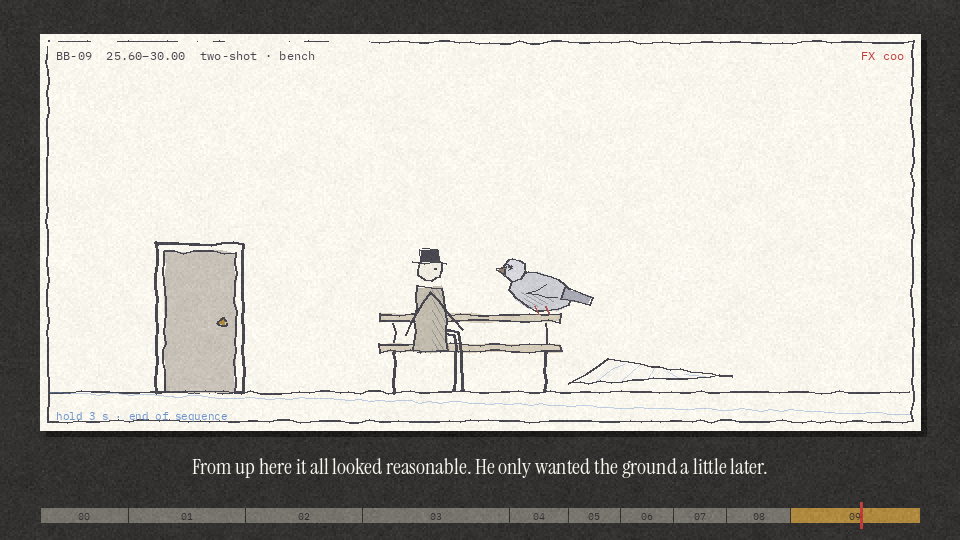 BB-09 25.60–30.00 two-shot · bench
FX coo
hold 3 s · end of sequence
From up here it all looked reasonable. He only wanted the ground a little later.
00 01 02 03 04 05 06 07 08 09